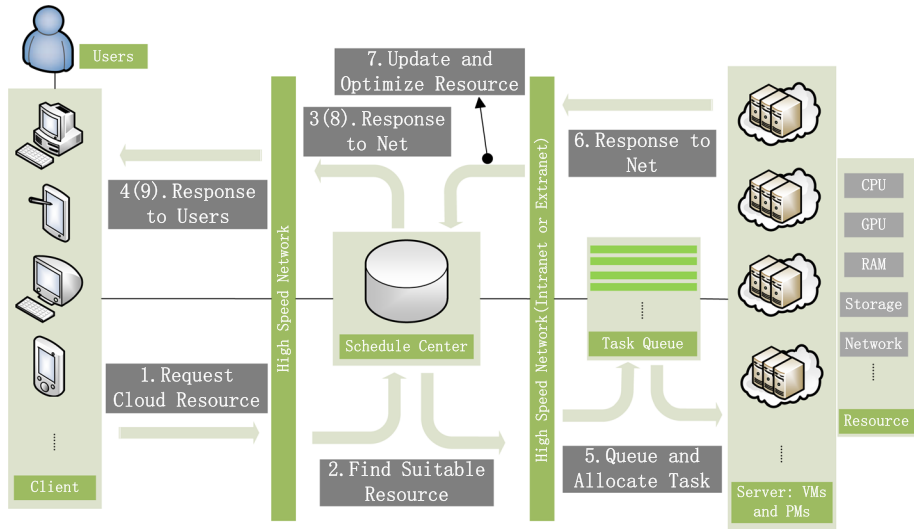 Users
7.Update and
Optimize Resource
3(8).Response
to Net
6.Response to
Net
4(9).Response
to Users
CPU
GPU
RAM
Storage
Network
Resource
High Speed Network
High Speed Network(Intranet or Extranet)
Schedule Center
Task Queue
1.Request
Cloud Resource
2.Find Suitable
Resource
5.Queue and
Allocate Task
Client
Server: VMs
and PMs